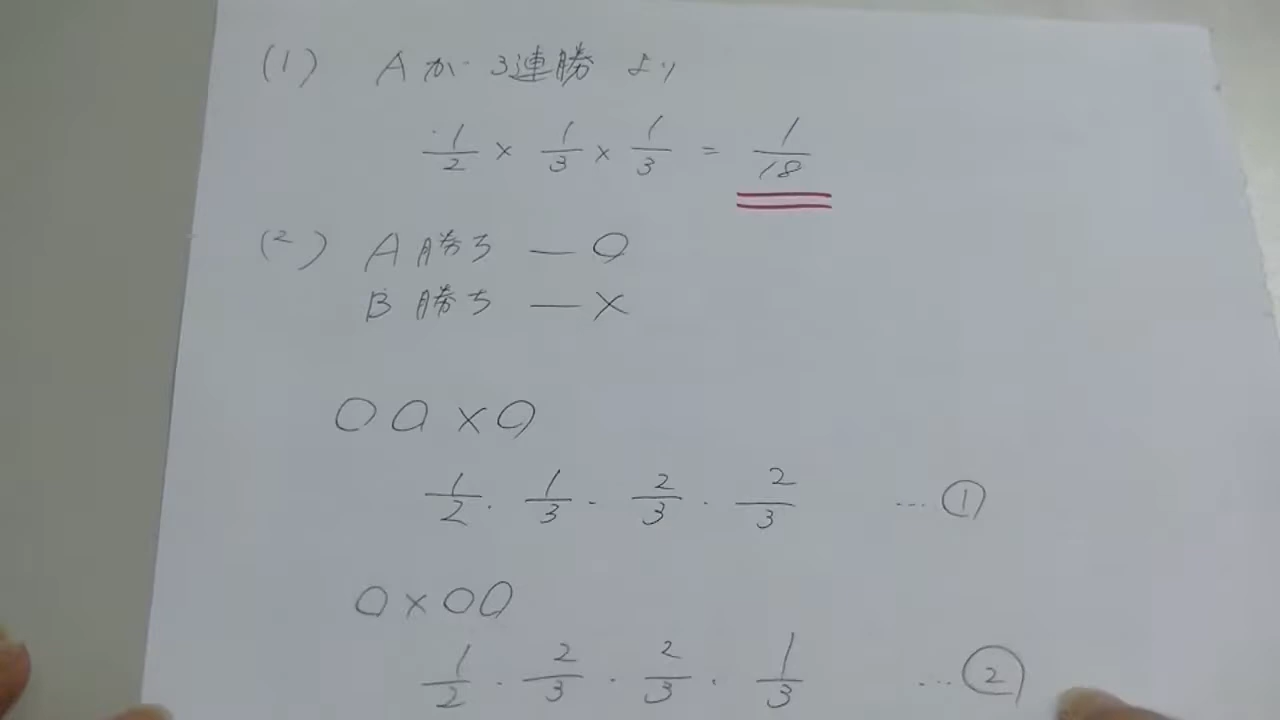 (1) Aが3連勝 より
1/2 × 1/3 × 1/3 = 1/18
(2) A勝ち — ○
B勝ち — ×
○○×○
1/2 · 1/3 · 2/3 · 2/3 … ①
○×○○
1/2 · 2/3 · 2/3 · 1/3 … ②